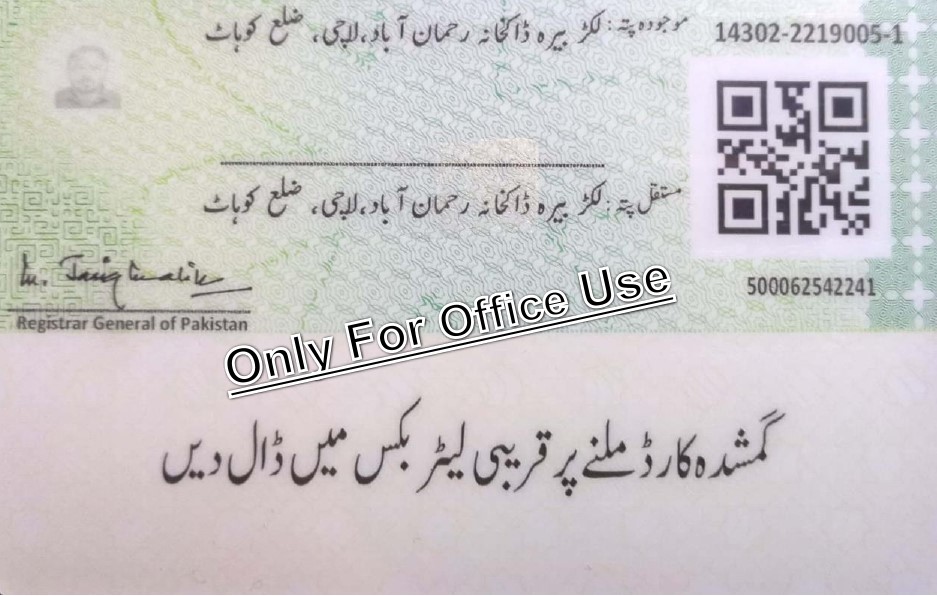 موجودہ پتہ: لکڑ بیرہ ڈاکخانہ رحمان آباد، لاچی، ضلع کوہاٹ
14302-2219005-1
مستقل پتہ: لکڑ بیرہ ڈاکخانہ رحمان آباد، لاچی، ضلع کوہاٹ
Registrar General of Pakistan
500062542241
Only For Office Use
گمشدہ کارڈ ملنے پر قریبی لیٹر بکس میں ڈال دیں